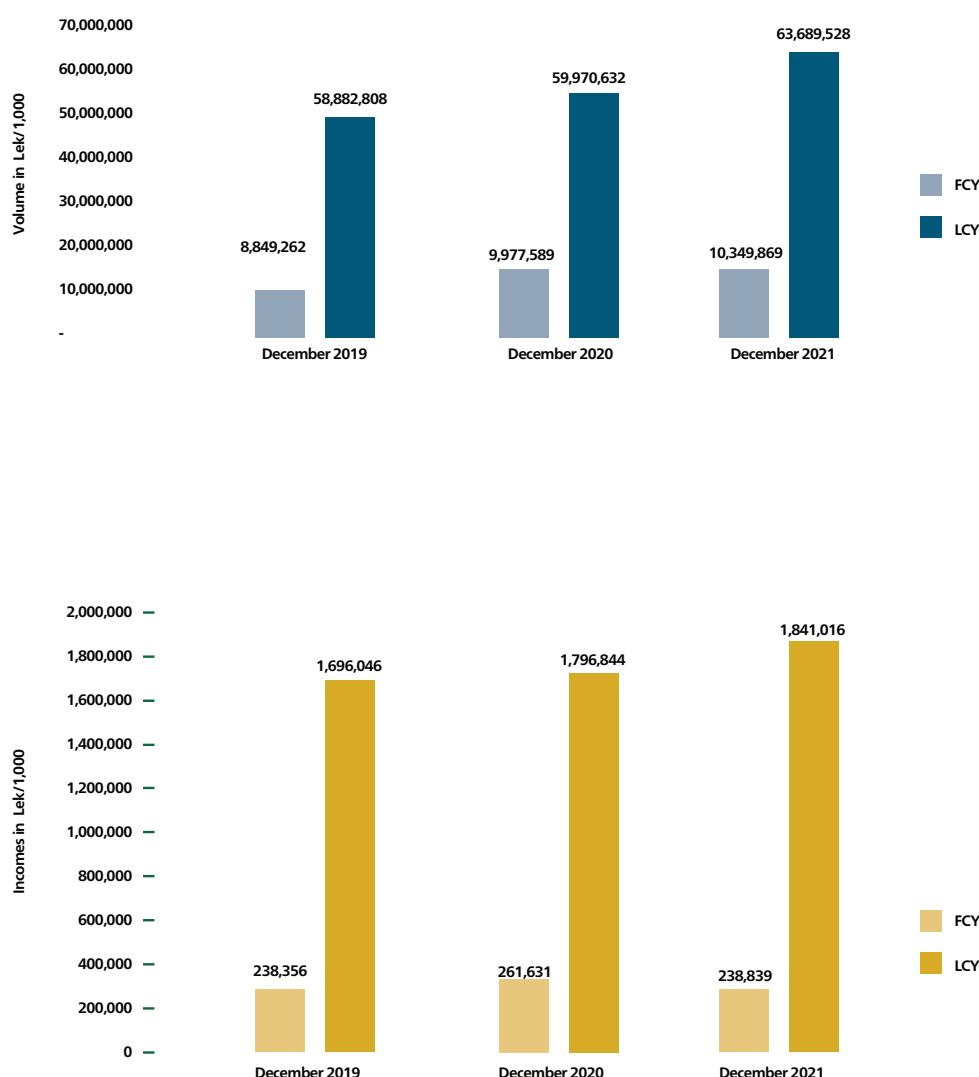 70,000,000
63,689,528
60,000,000
59,970,632
58,882,808
50,000,000
40,000,000
30,000,000
20,000,000
8,849,262
9,977,589
10,349,869
10,000,000
-
Volume in Lek/1,000
FCY
LCY
December 2019
December 2020
December 2021
2,000,000
1,841,016
1,800,000
1,796,844
1,696,046
1,600,000
1,400,000
1,200,000
1,000,000
800,000
600,000
400,000
238,356
261,631
238,839
200,000
0
Incomes in Lek/1,000
FCY
LCY
December 2019
December 2020
December 2021